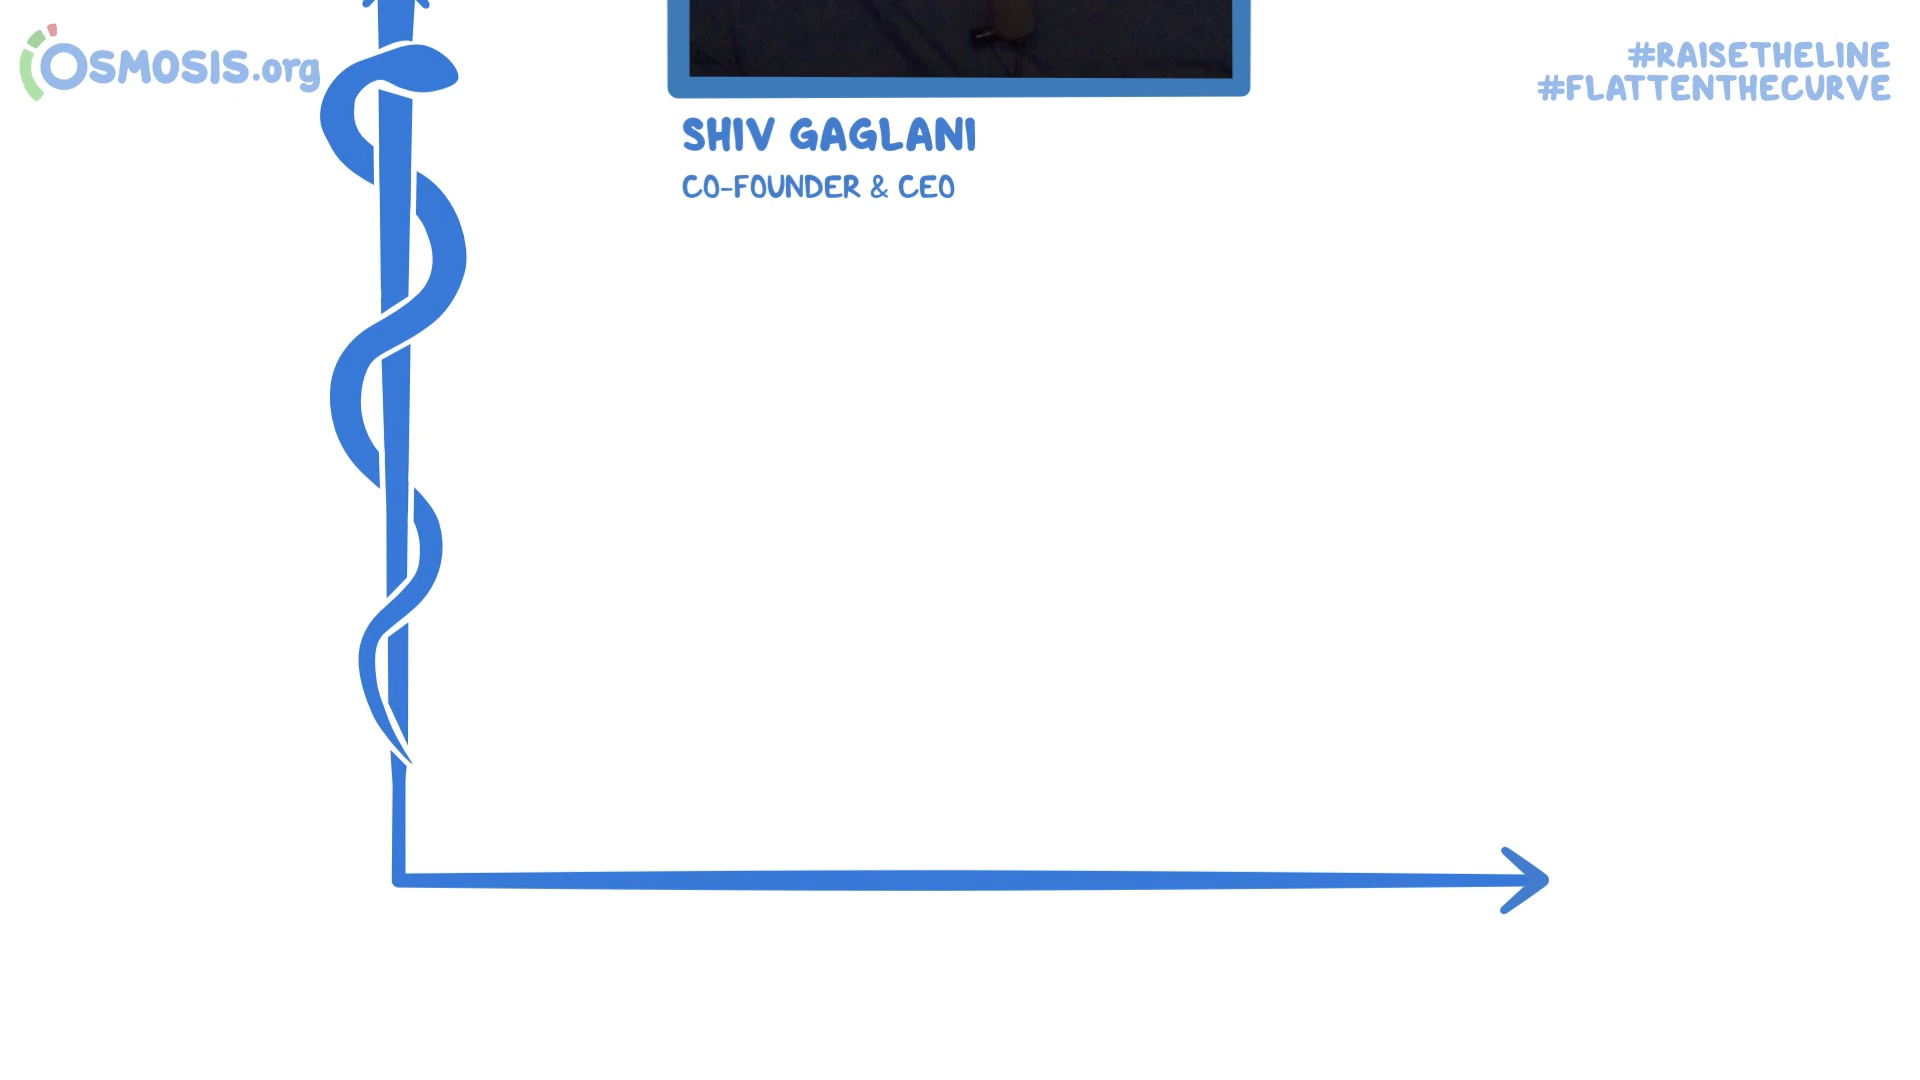 OSMOSIS.org
#RAISETHELINE
#FLATTENTHECURVE
SHIV GAGLANI
CO-FOUNDER & CEO